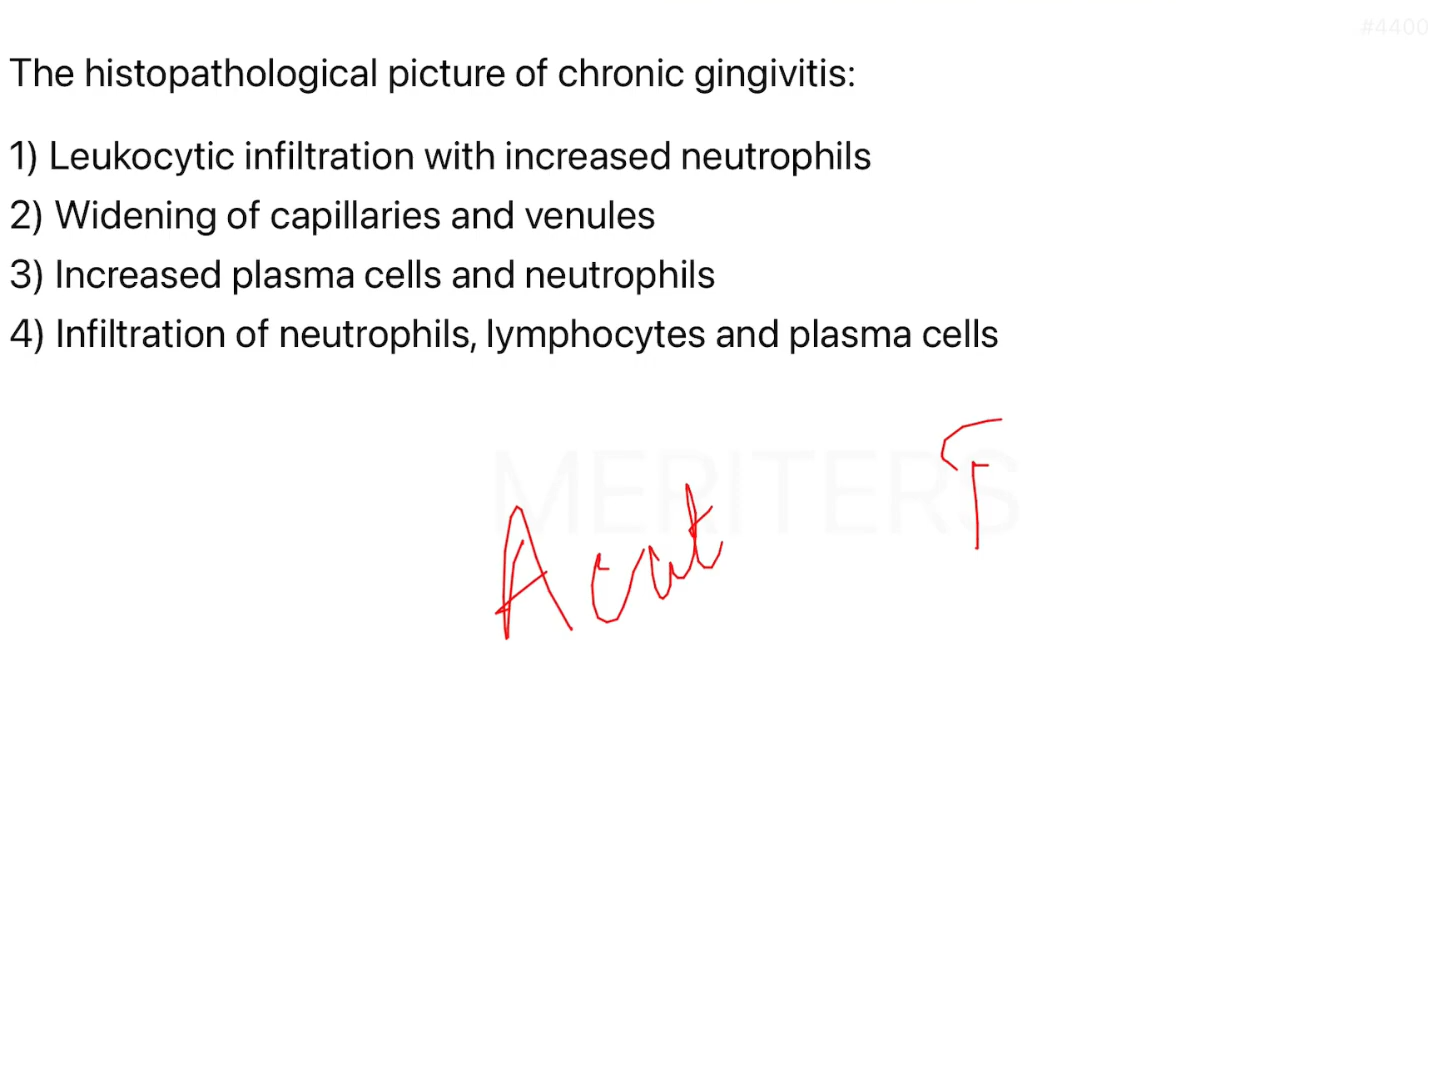 #4400
The histopathological picture of chronic gingivitis:
1) Leukocytic infiltration with increased neutrophils
2) Widening of capillaries and venules
3) Increased plasma cells and neutrophils
4) Infiltration of neutrophils, lymphocytes and plasma cells
MERITERS
Acut